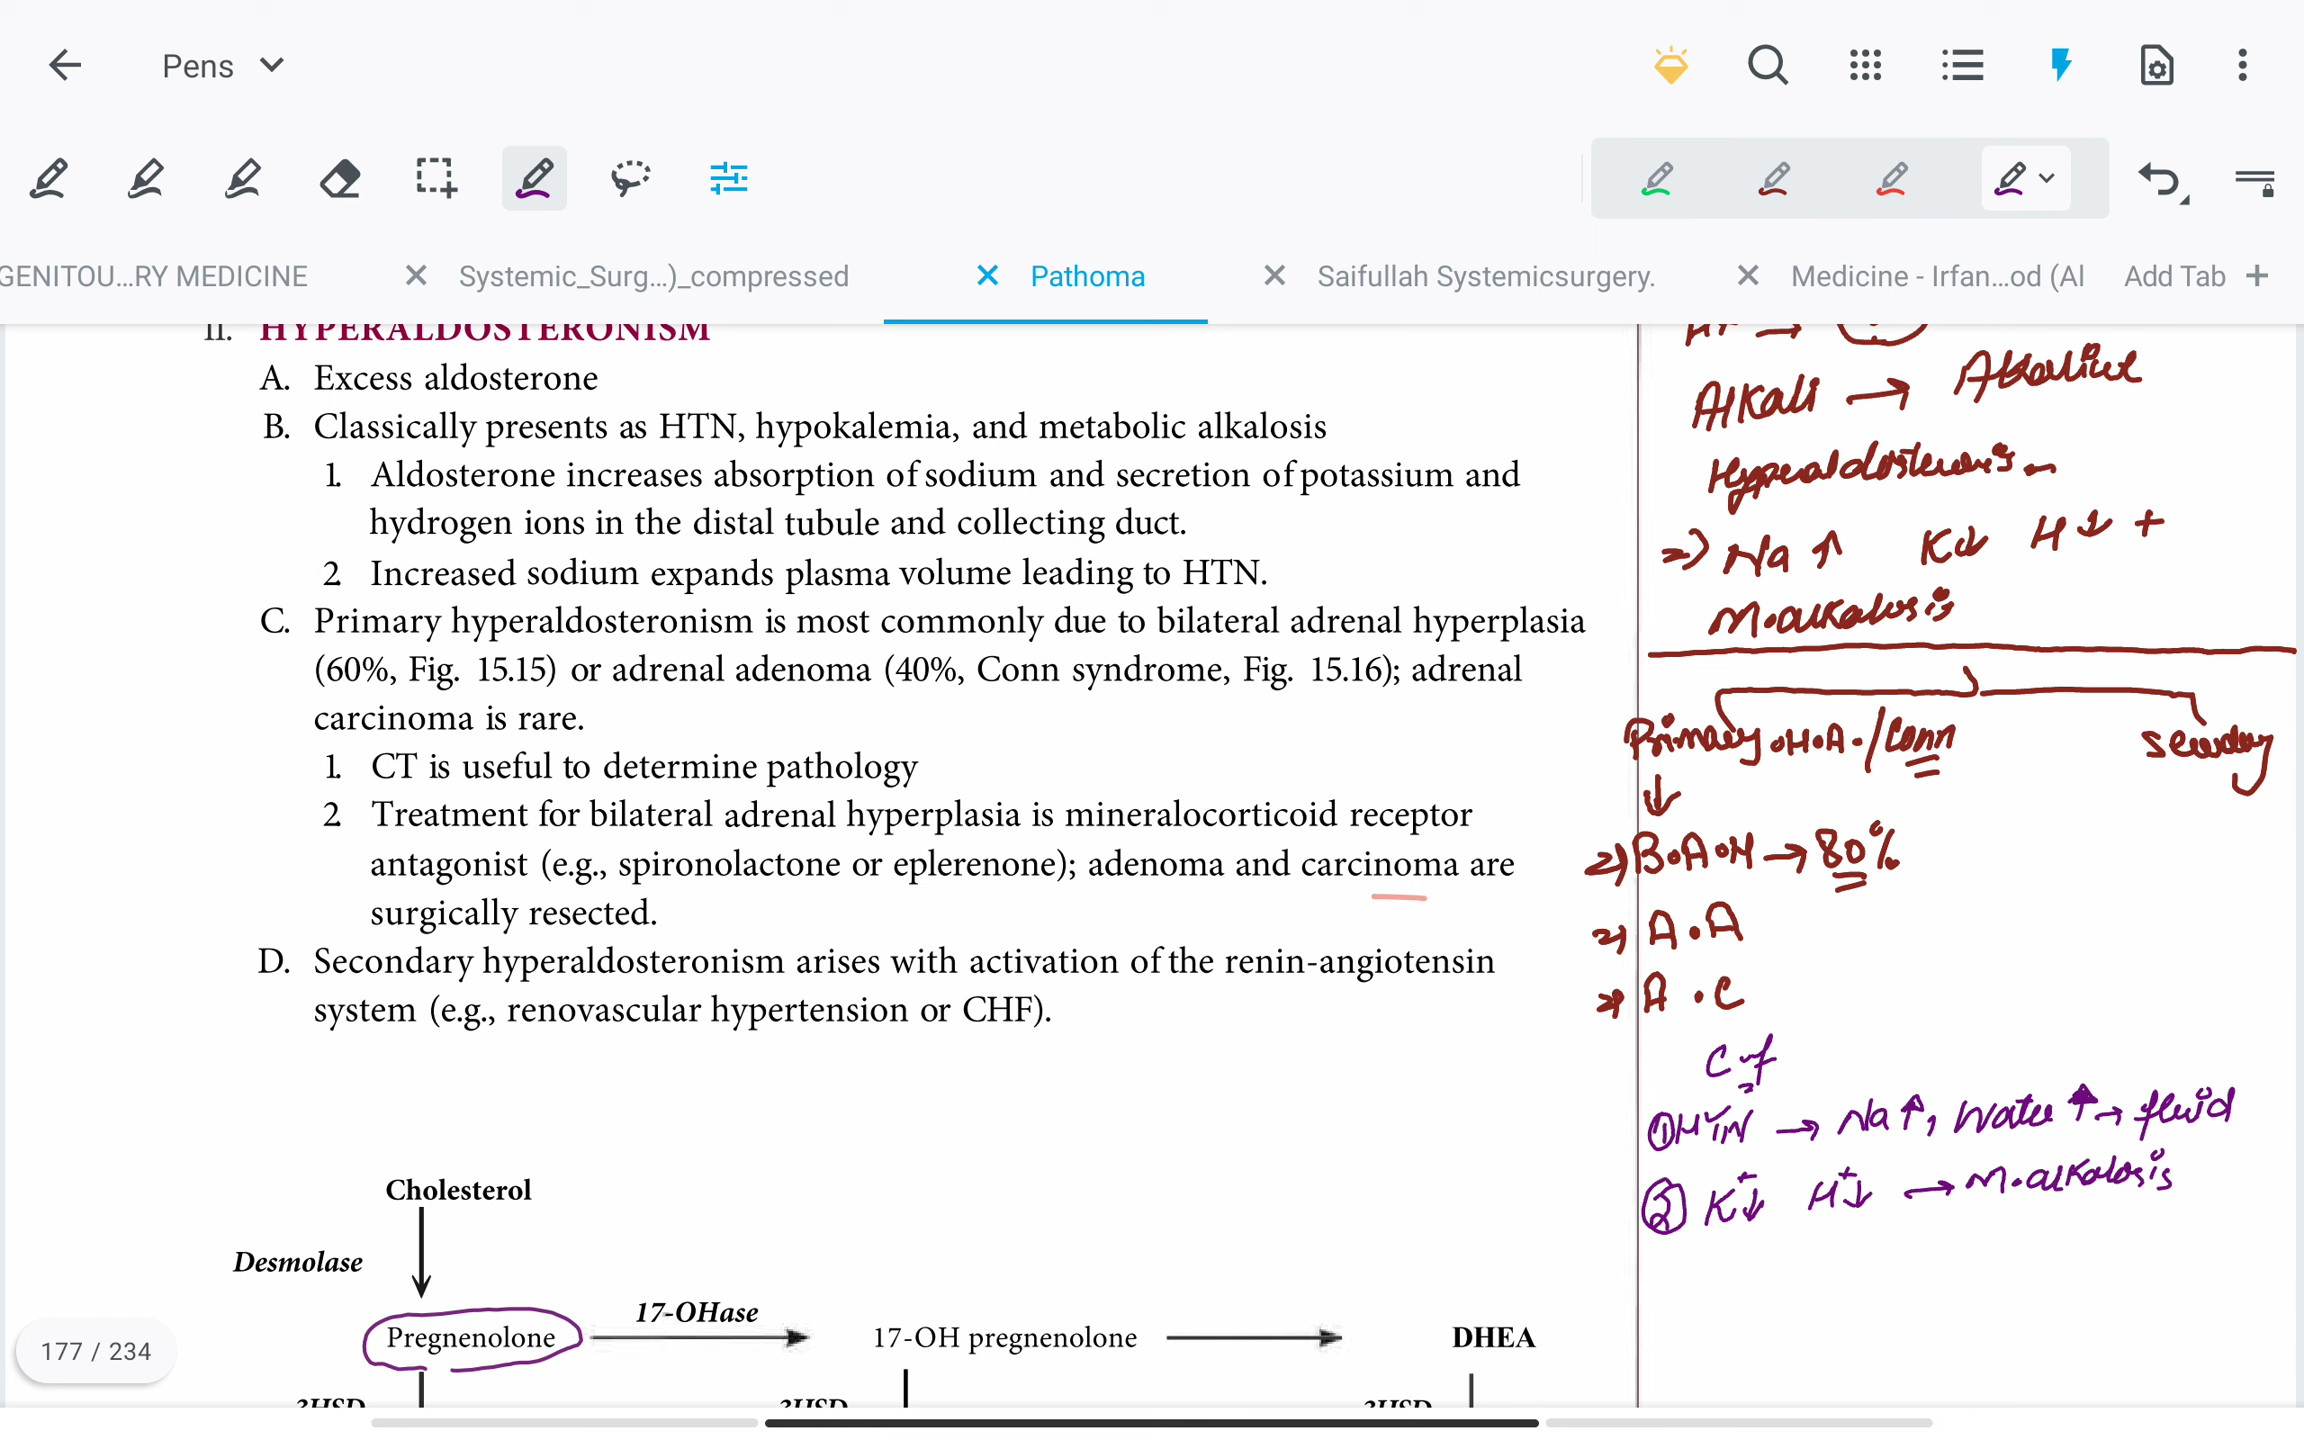 Pens
GENITOU...RY MEDICINE
Systemic_Surg...)_compressed
Pathoma
Saifullah Systemicsurgery.
Medicine - Irfan...od (Al
Add Tab +
II. HYPERALDOSTERONISM
A. Excess aldosterone
B. Classically presents as HTN, hypokalemia, and metabolic alkalosis
1. Aldosterone increases absorption of sodium and secretion of potassium and
hydrogen ions in the distal tubule and collecting duct.
2 Increased sodium expands plasma volume leading to HTN.
C. Primary hyperaldosteronism is most commonly due to bilateral adrenal hyperplasia
(60%, Fig. 15.15) or adrenal adenoma (40%, Conn syndrome, Fig. 15.16); adrenal
carcinoma is rare.
1. CT is useful to determine pathology
2 Treatment for bilateral adrenal hyperplasia is mineralocorticoid receptor
antagonist (e.g., spironolactone or eplerenone); adenoma and carcinoma are
surgically resected.
D. Secondary hyperaldosteronism arises with activation of the renin-angiotensin
system (e.g., renovascular hypertension or CHF).
Cholesterol
Desmolase
Pregnenolone
17-OHase
17-OH pregnenolone
DHEA
3HSD
3HSD
3HSD
177 / 234
Alkali →
Hyperaldosteronis
⇒ Na ↑ K↓ H↓ +
M.alkalosis
Primary .H.A./Conn
⇒ B.A.H → 80%
⇒ A.A
⇒ A.C
C f
① HTN → Na ↑, Water ↑ → fluid
② K+↓ H+↓ → M.alkalosis